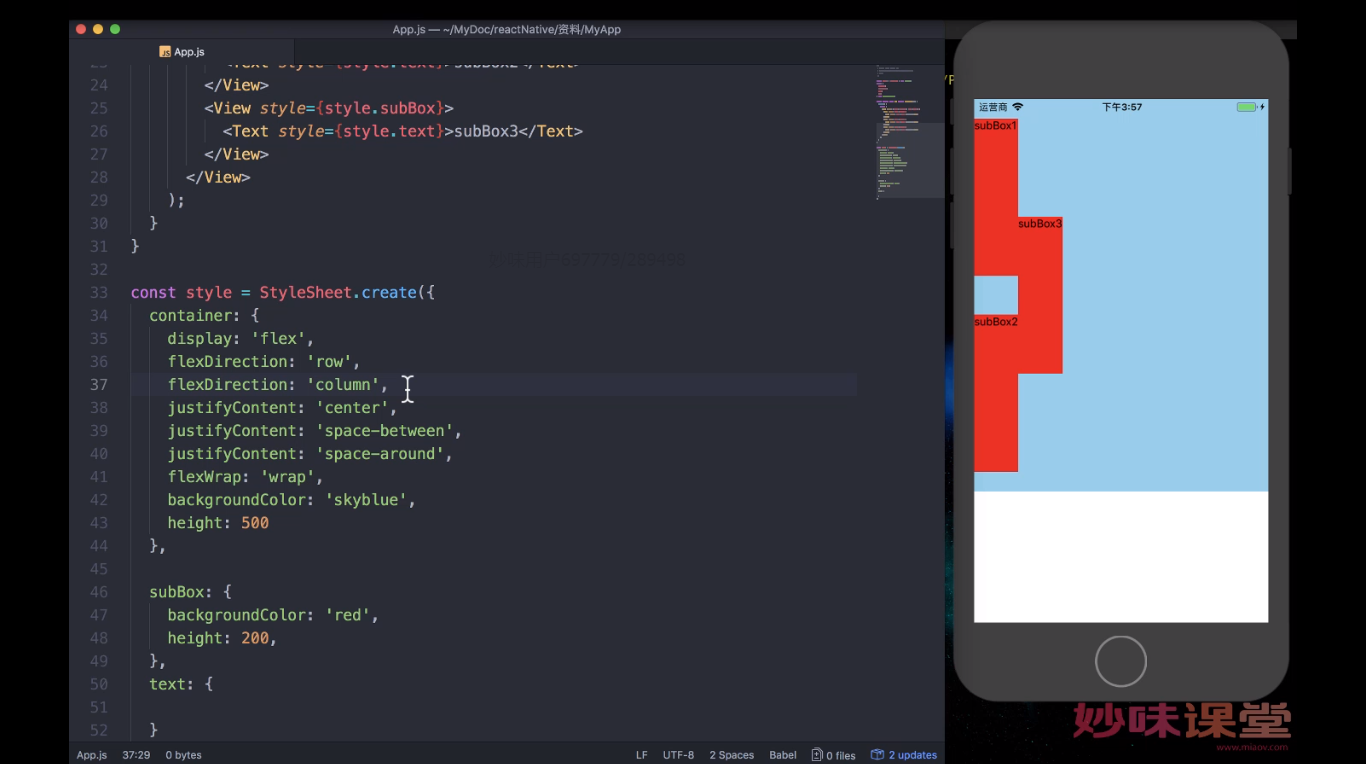 App.js — ~/MyDoc/reactNative/资料/MyApp
App.js
23 <Text style={style.text}>subBox2</Text>
24 </View>
25 <View style={style.subBox}>
26 <Text style={style.text}>subBox3</Text>
27 </View>
28 </View>
29 );
30 }
31 }
32
33 const style = StyleSheet.create({
34 container: {
35 display: 'flex',
36 flexDirection: 'row',
37 flexDirection: 'column',
38 justifyContent: 'center',
39 justifyContent: 'space-between',
40 justifyContent: 'space-around',
41 flexWrap: 'wrap',
42 backgroundColor: 'skyblue',
43 height: 500
44 },
45
46 subBox: {
47 backgroundColor: 'red',
48 height: 200,
49 },
50 text: {
51
52 }
App.js 37:29 0 bytes LF UTF-8 2 Spaces Babel 0 files 2 updates
运营商 下午3:57
subBox1
subBox3
subBox2
妙味课堂
www.miaov.com